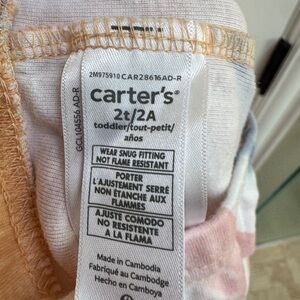 2M975910 CAR28616AD-R
carter's®
2t/2A
toddler/tout-petit/
años
WEAR SNUG FITTING
NOT FLAME RESISTANT
PORTER
L'AJUSTEMENT SERRÉ
NON ÉTANCHE AUX
FLAMMES
AJUSTE COMODO
NO RESISTENTE
A LA FLAMA
Made in Cambodia
Fabriqué au Cambodge
Hecho en Camboya
GCL104556 AD-R